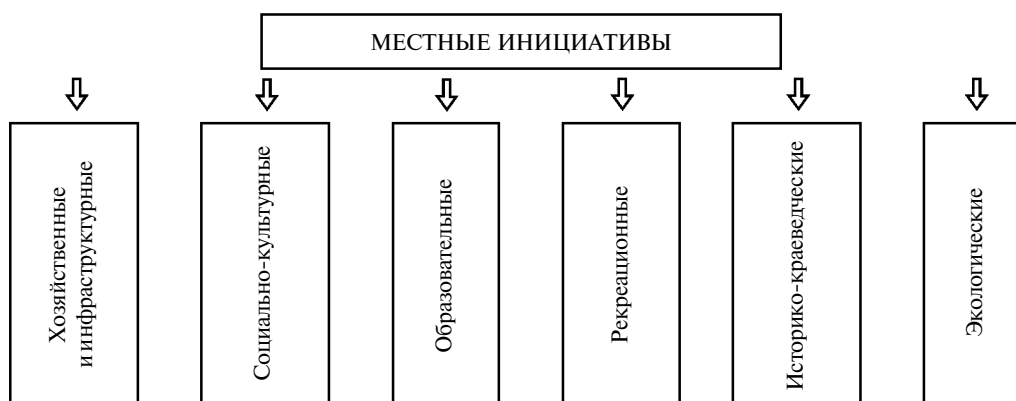 МЕСТНЫЕ ИНИЦИАТИВЫ
Хозяйственные
и инфраструктурные
Социально-культурные
Образовательные
Рекреационные
Историко-краеведческие
Экологические